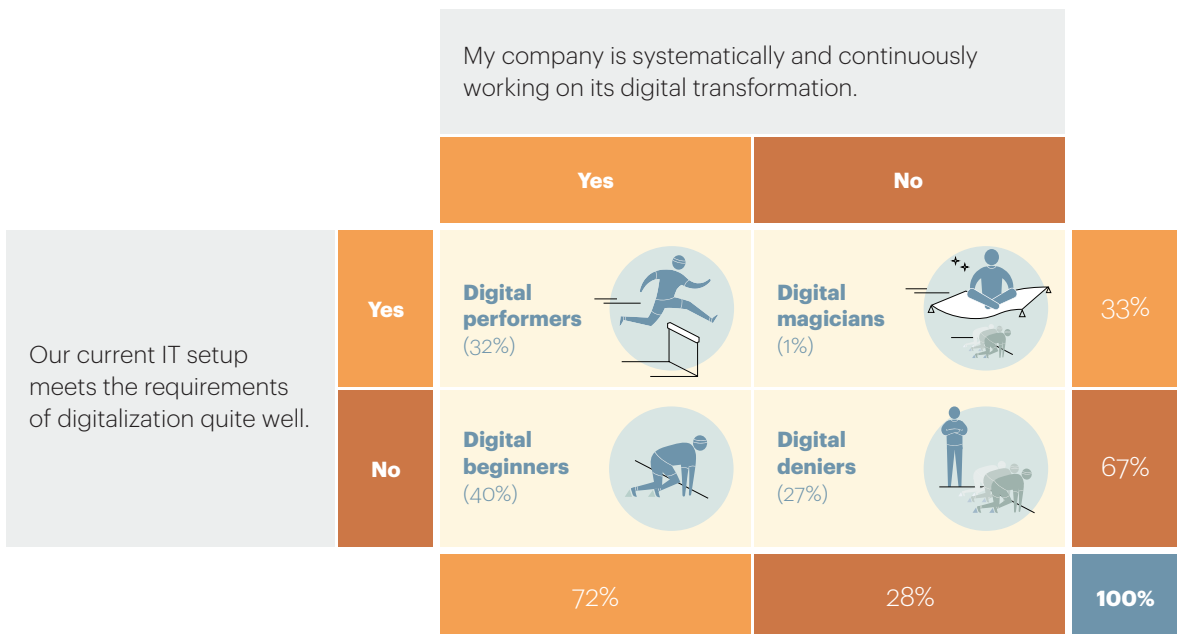 My company is systematically and continuously
working on its digital transformation.
Yes
No
Our current IT setup
meets the requirements
of digitalization quite well.
Yes
Digital
performers
(32%)
Digital
magicians
(1%)
33%
No
Digital
beginners
(40%)
Digital
deniers
(27%)
67%
72%
28%
100%